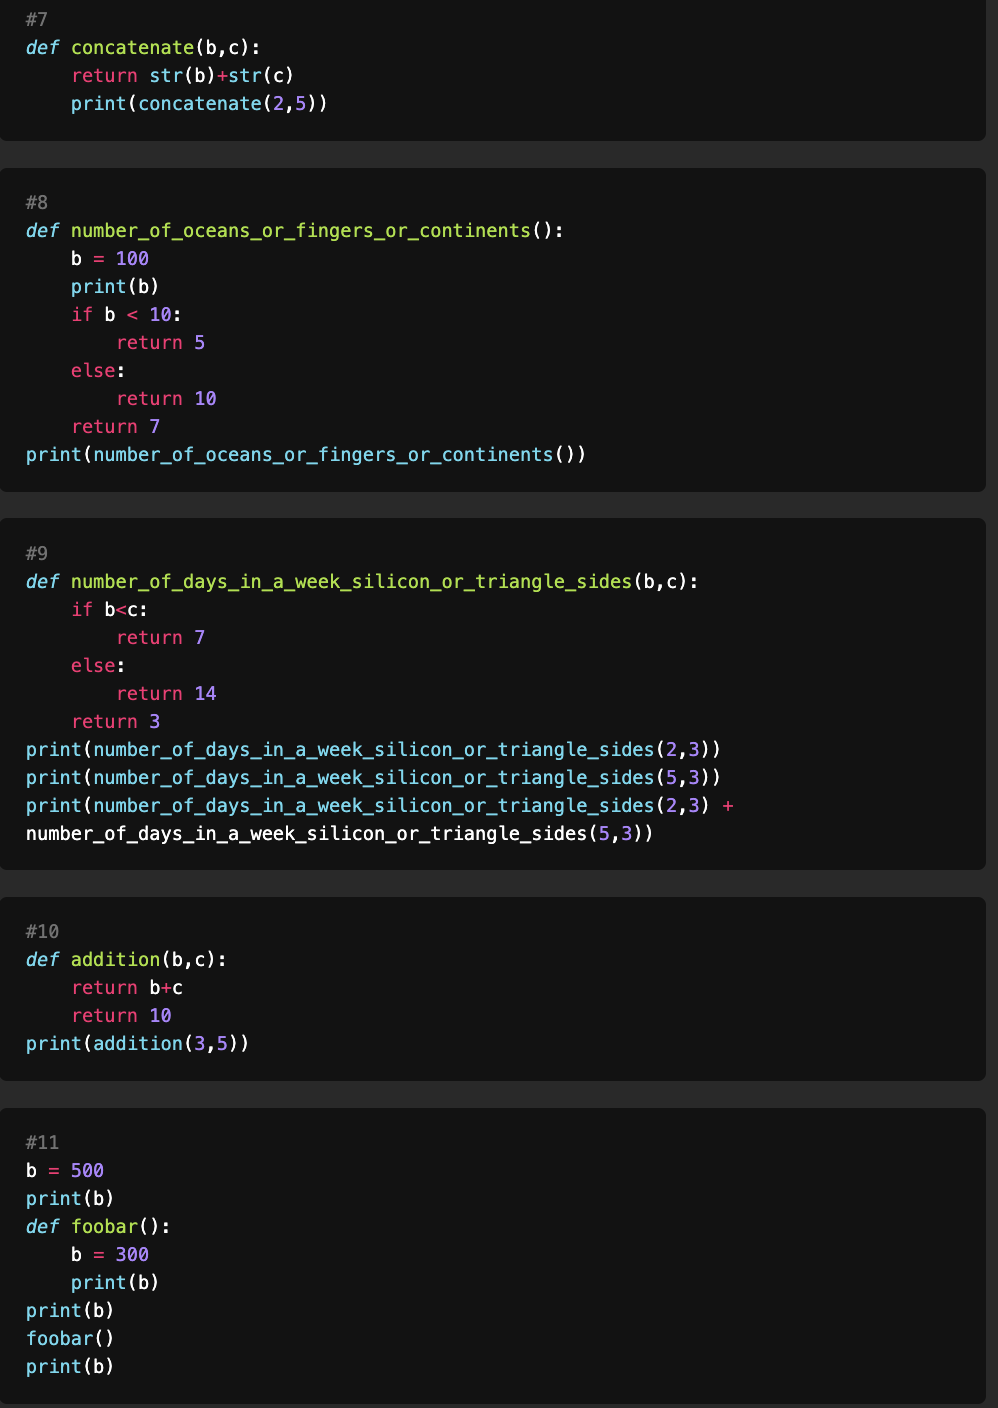 #7
def concatenate(b,c):
    return str(b)+str(c)
    print(concatenate(2,5))
#8
def number_of_oceans_or_fingers_or_continents():
    b = 100
    print(b)
    if b < 10:
        return 5
    else:
        return 10
    return 7
print(number_of_oceans_or_fingers_or_continents())
#9
def number_of_days_in_a_week_silicon_or_triangle_sides(b,c):
    if b<c:
        return 7
    else:
        return 14
    return 3
print(number_of_days_in_a_week_silicon_or_triangle_sides(2,3))
print(number_of_days_in_a_week_silicon_or_triangle_sides(5,3))
print(number_of_days_in_a_week_silicon_or_triangle_sides(2,3) +
number_of_days_in_a_week_silicon_or_triangle_sides(5,3))
#10
def addition(b,c):
    return b+c
    return 10
print(addition(3,5))
#11
b = 500
print(b)
def foobar():
    b = 300
    print(b)
print(b)
foobar()
print(b)